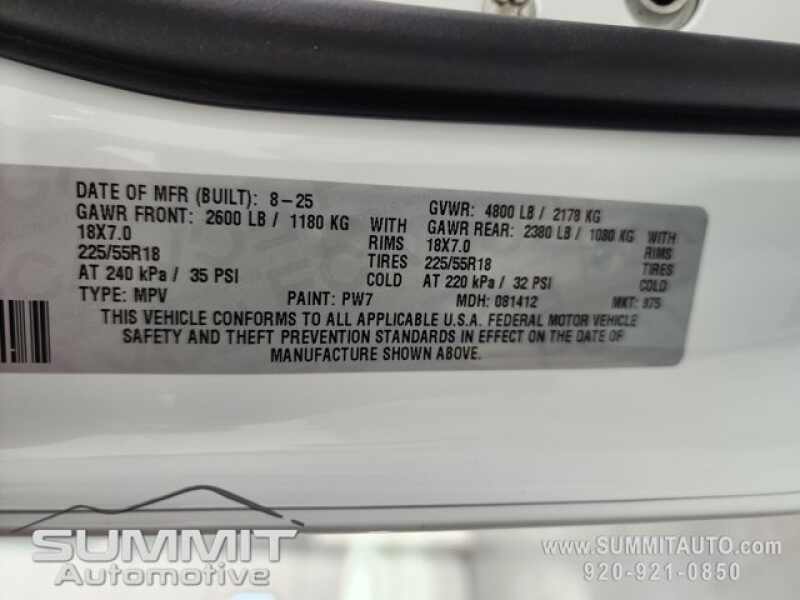 DATE OF MFR (BUILT): 8-25 GVWR: 4800 LB / 2178 KG
GAWR FRONT: 2600 LB / 1180 KG WITH GAWR REAR: 2380 LB / 1080 KG WITH
18X7.0 RIMS 18X7.0 RIMS
225/55R18 TIRES 225/55R18 TIRES
AT 240 kPa / 35 PSI COLD AT 220 kPa / 32 PSI COLD
TYPE: MPV PAINT: PW7 MDH: 081412 MKT: 975
THIS VEHICLE CONFORMS TO ALL APPLICABLE U.S.A. FEDERAL MOTOR VEHICLE
SAFETY AND THEFT PREVENTION STANDARDS IN EFFECT ON THE DATE OF
MANUFACTURE SHOWN ABOVE.
SUMMIT
Automotive
www.SUMMITAUTO.com
920-921-0850